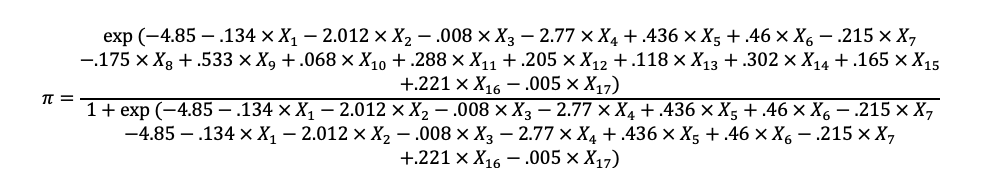 exp (−4.85 − .134 × X₁ − 2.012 × X₂ − .008 × X₃ − 2.77 × X₄ + .436 × X₅ + .46 × X₆ − .215 × X₇
−.175 × X₈ + .533 × X₉ + .068 × X₁₀ + .288 × X₁₁ + .205 × X₁₂ + .118 × X₁₃ + .302 × X₁₄ + .165 × X₁₅
+.221 × X₁₆ − .005 × X₁₇)
π =
1 + exp (−4.85 − .134 × X₁ − 2.012 × X₂ − .008 × X₃ − 2.77 × X₄ + .436 × X₅ + .46 × X₆ − .215 × X₇
−4.85 − .134 × X₁ − 2.012 × X₂ − .008 × X₃ − 2.77 × X₄ + .436 × X₅ + .46 × X₆ − .215 × X₇
+.221 × X₁₆ − .005 × X₁₇)